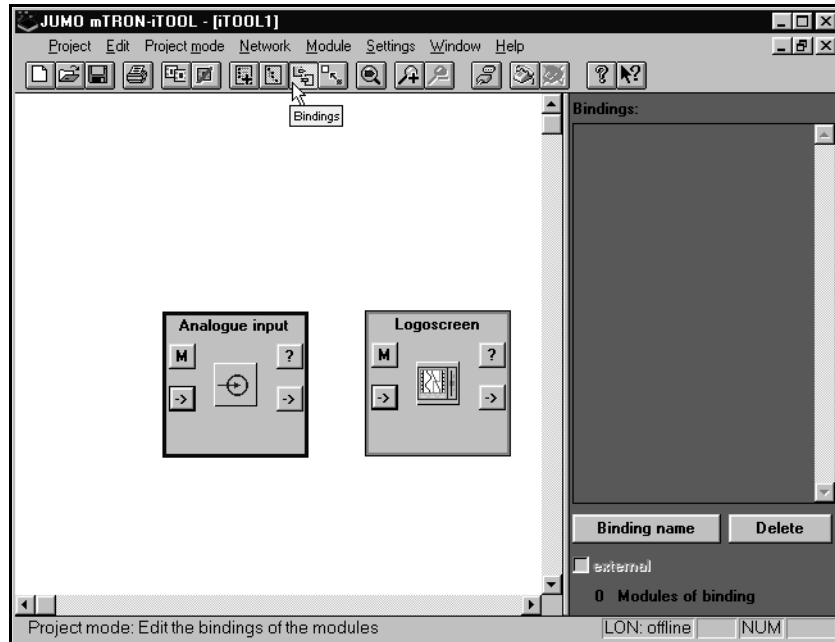 JUMO mTRON-iTOOL - [iTOOL1]
Project Edit Project mode Network Module Settings Window Help
Bindings
Bindings:
Analogue input
M ?
-> ->
Logoscreen
M ?
-> ->
Binding name Delete
external
0 Modules of binding
Project mode: Edit the bindings of the modules LON: offline NUM